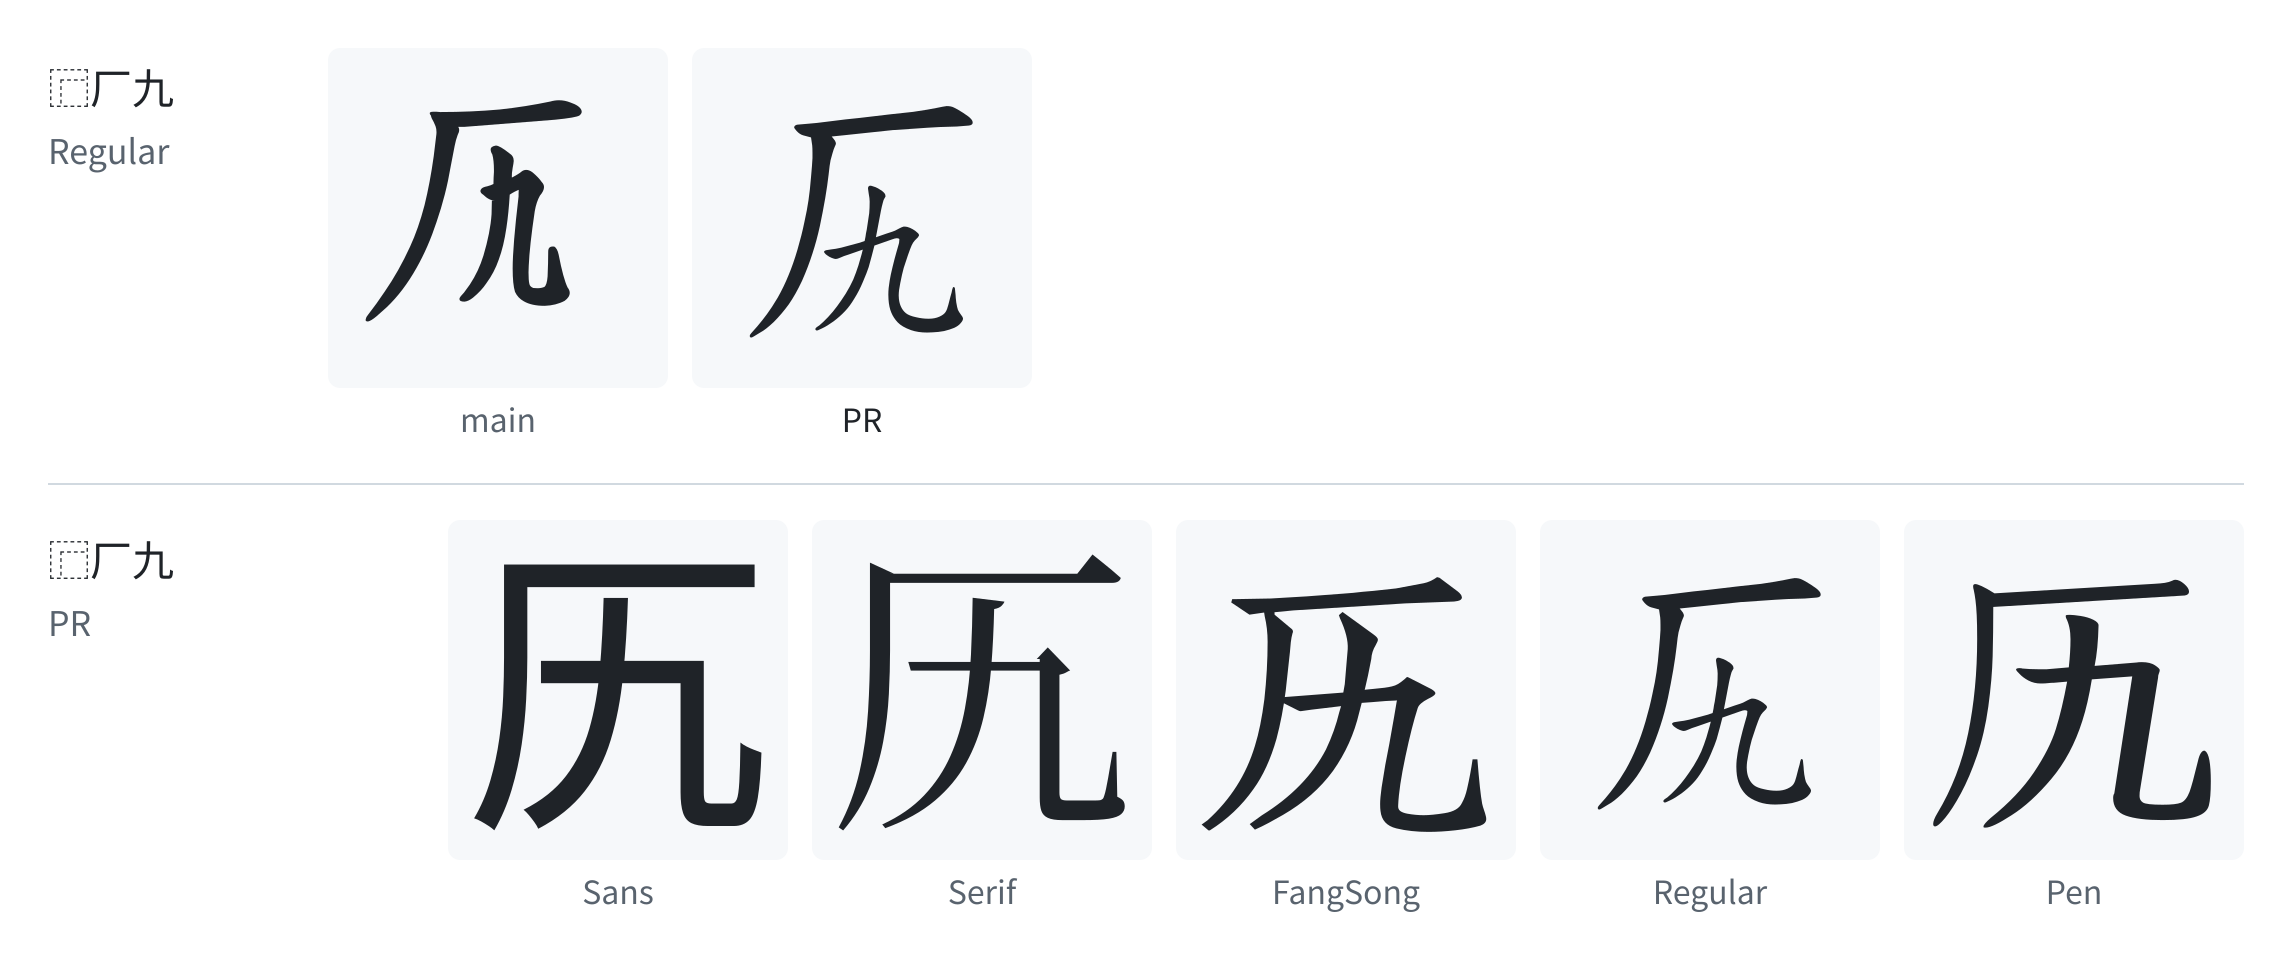 ⿸厂九
Regular
𠩃 𠩃
main PR
⿸厂九
PR
𠩃 𠩃 𠩃 𠩃 𠩃
Sans Serif FangSong Regular Pen